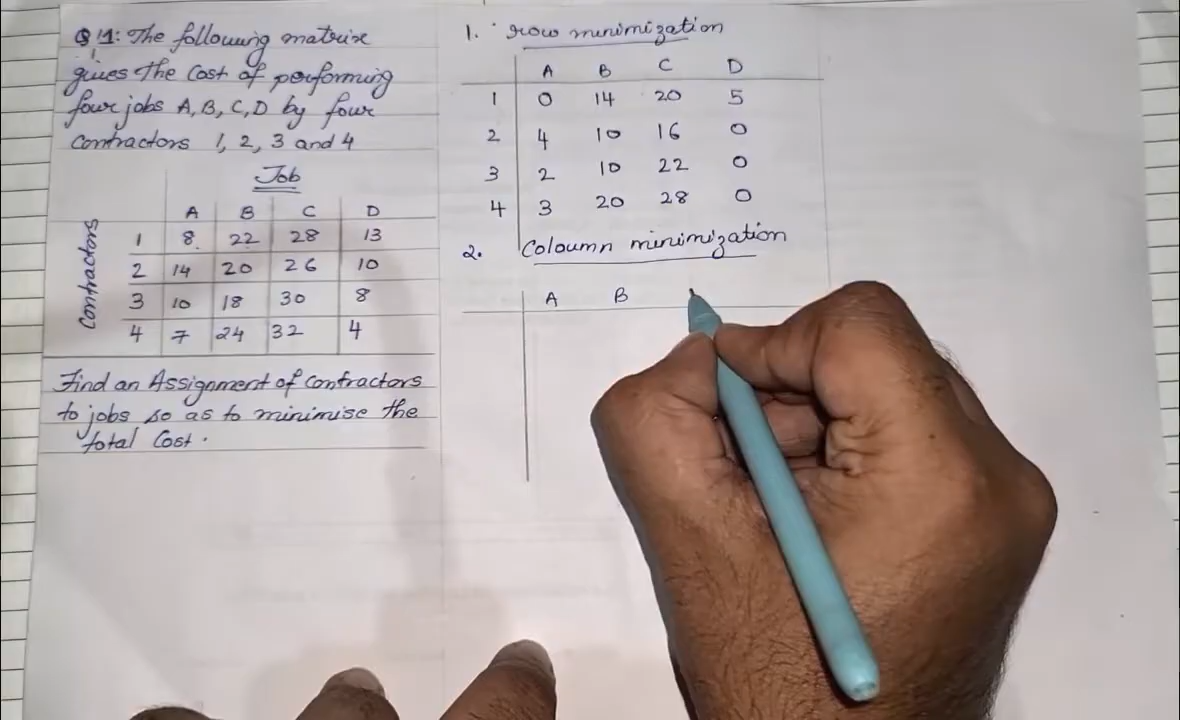 Q 1: The following matrix
gives the cost of performing
four jobs A, B, C, D by four
contractors 1, 2, 3 and 4
Job
A B C D
Contractors
1 8 22 28 13
2 14 20 26 10
3 10 18 30 8
4 7 24 32 4
Find an Assignment of contractors
to jobs so as to minimise the
total Cost.
1. row minimization
A B C D
1 0 14 20 5
2 4 10 16 0
3 2 10 22 0
4 3 20 28 0
2. Coloumn minimization
A B